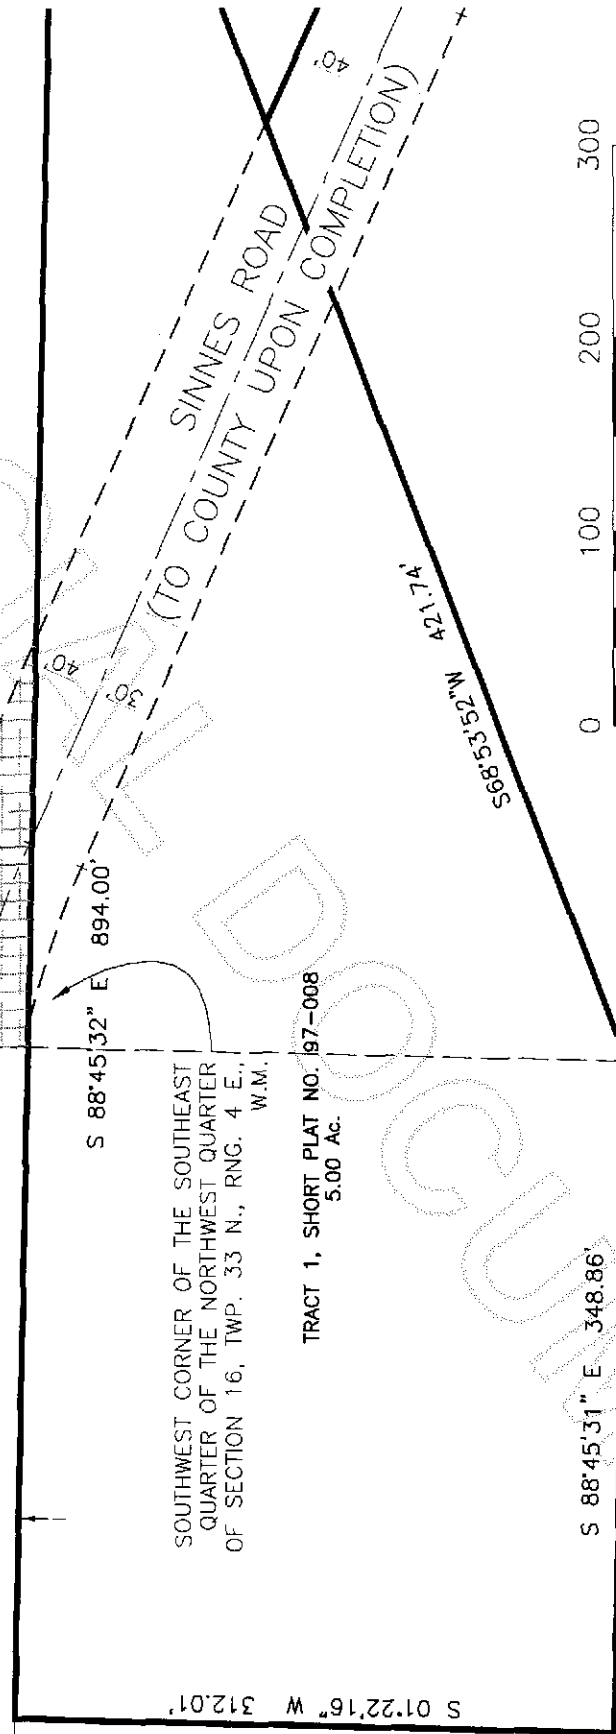 40'
SINNES ROAD
(TO COUNTY UPON COMPLETION)
40'
30'
S 88°45'32" E 894.00'
SOUTHWEST CORNER OF THE SOUTHEAST
QUARTER OF THE NORTHWEST QUARTER
OF SECTION 16, TWP. 33 N., RNG. 4 E.,
W.M.
TRACT 1, SHORT PLAT NO. 97-008
5.00 Ac.
S68°53'52"W 421.74'
S 01°22'16" W 312.01'
S 88°45'31" E 348.86'
0 100 200 300